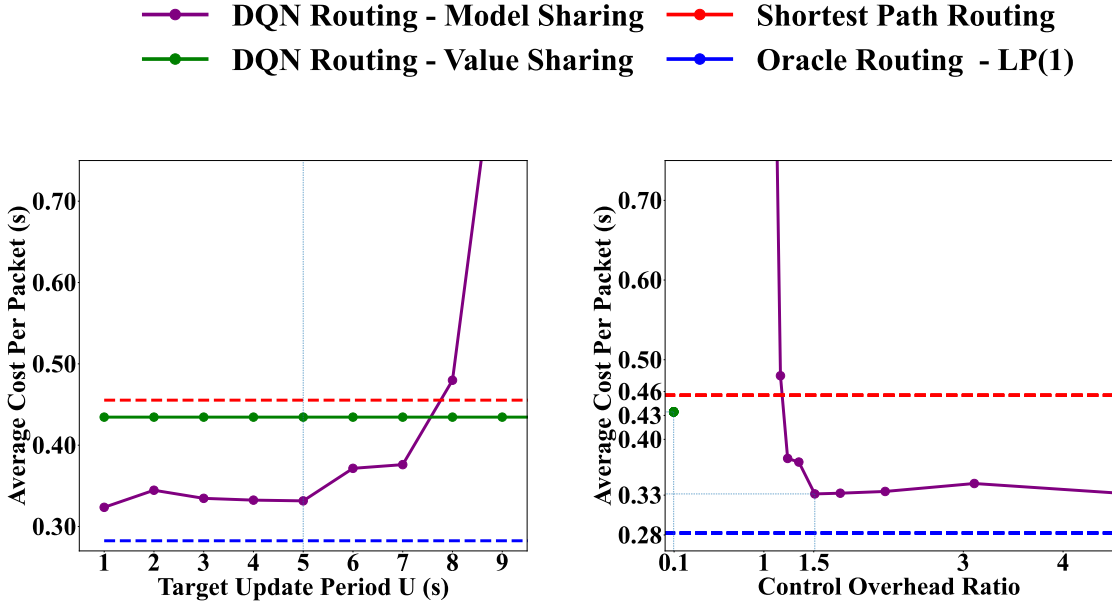 DQN Routing - Model Sharing
Shortest Path Routing
DQN Routing - Value Sharing
Oracle Routing - LP(1)
Average Cost Per Packet (s)
0.70
0.60
0.50
0.40
0.30
1 2 3 4 5 6 7 8 9
Target Update Period U (s)
Average Cost Per Packet (s)
0.70
0.60
0.50
0.46
0.43
0.40
0.33
0.28
0.1 1 1.5 3 4
Control Overhead Ratio